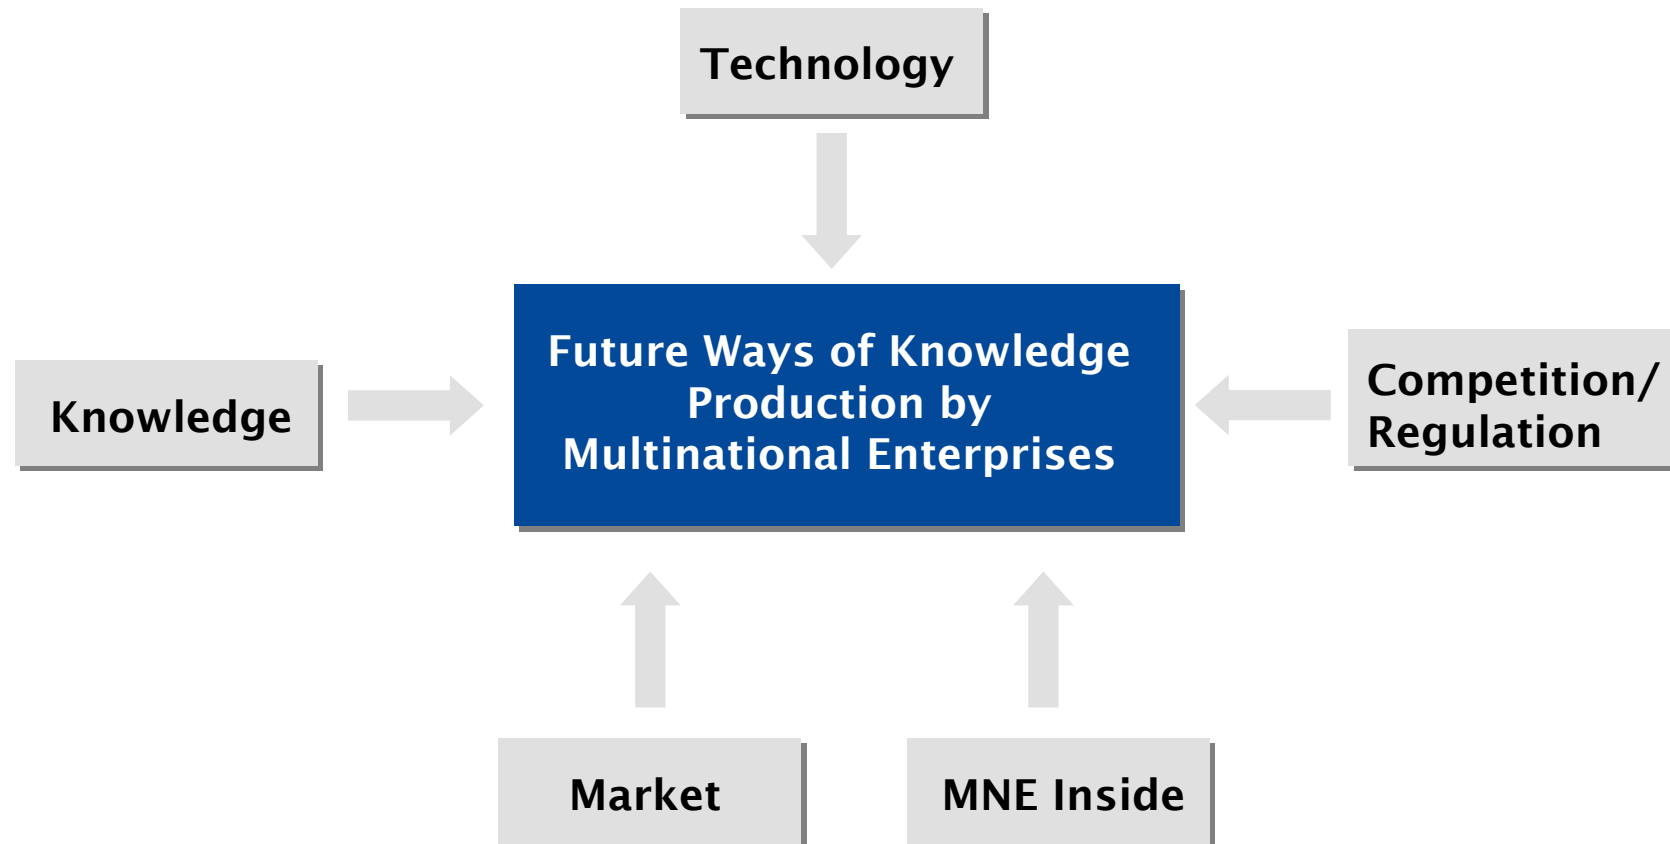 Technology
Future Ways of Knowledge
Production by
Multinational Enterprises
Knowledge
Competition/
Regulation
Market
MNE Inside